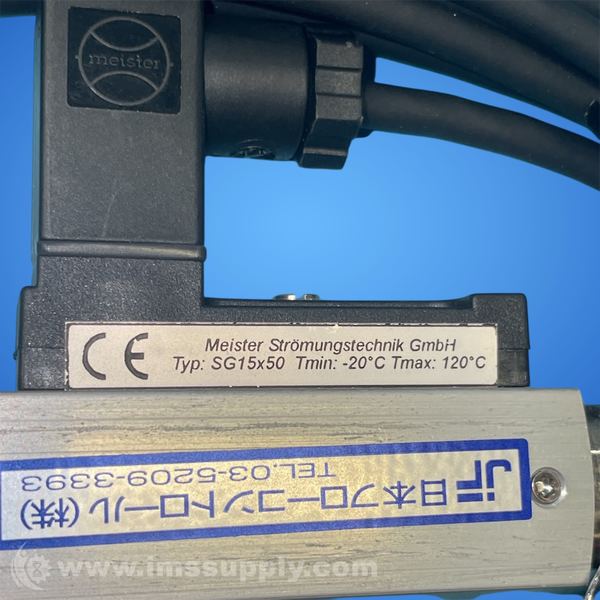 meister
Meister Strömungstechnik GmbH
Typ: SG15x50 Tmin: -20°C Tmax: 120°C
JF 日本フローコントロール(株)
TEL.03-5209-3393
www.imssupply.com